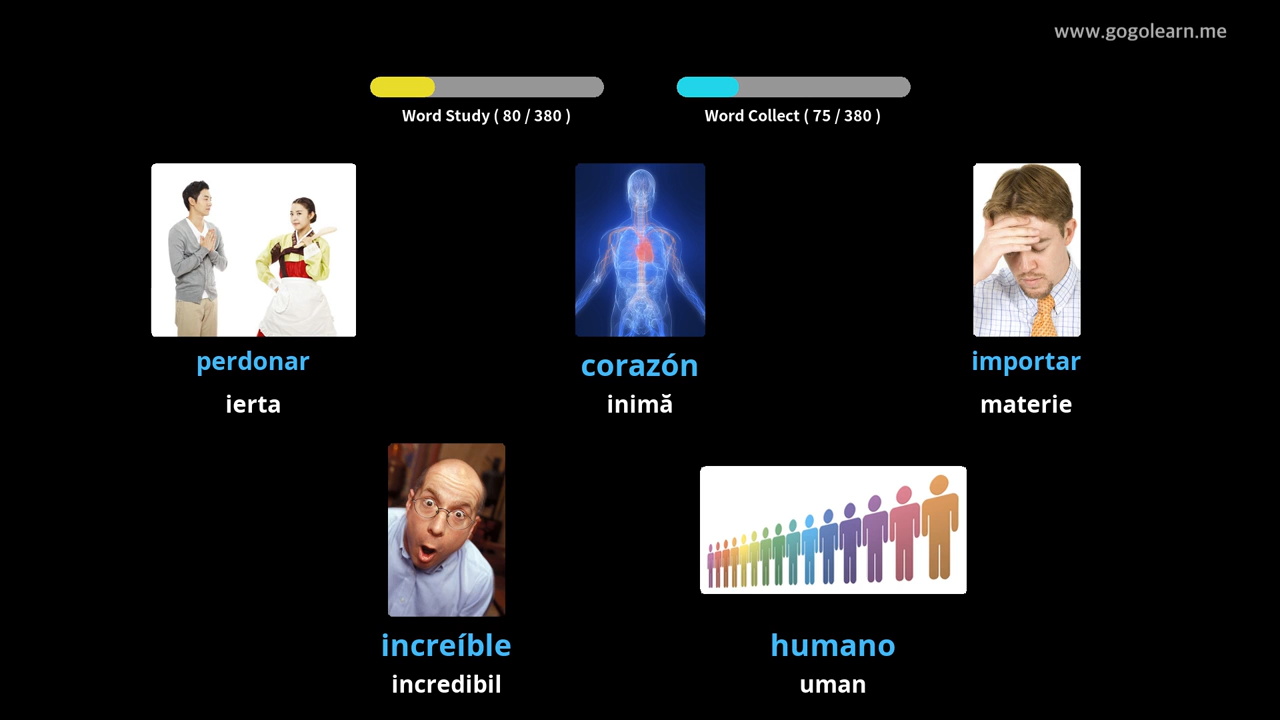 www.gogolearn.me
Word Study ( 80 / 380 )
Word Collect ( 75 / 380 )
perdonar
ierta
corazón
inimă
importar
materie
increíble
incredibil
humano
uman